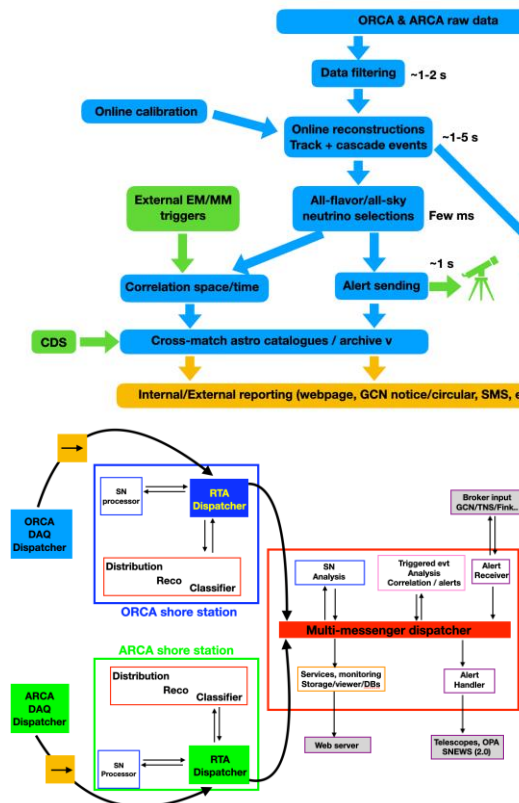 ORCA & ARCA raw data
Data filtering
~1-2 s
Online calibration
Online reconstructions
Track + cascade events
~1-5 s
External EM/MM
triggers
All-flavor/all-sky
neutrino selections
Few ms
~1 s
Correlation space/time
Alert sending
CDS
Cross-match astro catalogues / archive ν
Internal/External reporting (webpage, GCN notice/circular, SMS, e
ORCA
DAQ
Dispatcher
SN
processor
RTA
Dispatcher
Distribution
Reco
Classifier
ORCA shore station
ARCA shore station
Distribution
Reco
Classifier
ARCA
DAQ
Dispatcher
SN
Processor
RTA
Dispatcher
Broker input
GCN/TNS/Fink..
SN
Analysis
Triggered evt
Analysis
Correlation / alerts
Alert
Receiver
Multi-messenger dispatcher
Services, monitoring
Storage/viewer/DBs
Alert
Handler
Web server
Telescopes, OPA
SNEWS (2.0)